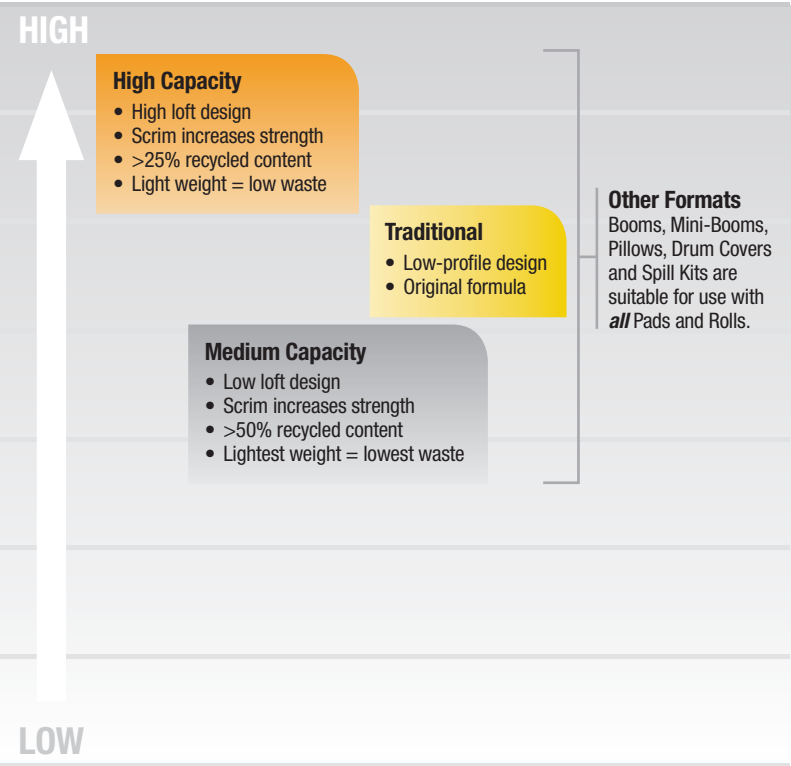 HIGH
High Capacity
• High loft design
• Scrim increases strength
• >25% recycled content
• Light weight = low waste
Traditional
• Low-profile design
• Original formula
Other Formats
Booms, Mini-Booms,
Pillows, Drum Covers
and Spill Kits are
suitable for use with
all Pads and Rolls.
Medium Capacity
• Low loft design
• Scrim increases strength
• >50% recycled content
• Lightest weight = lowest waste
LOW